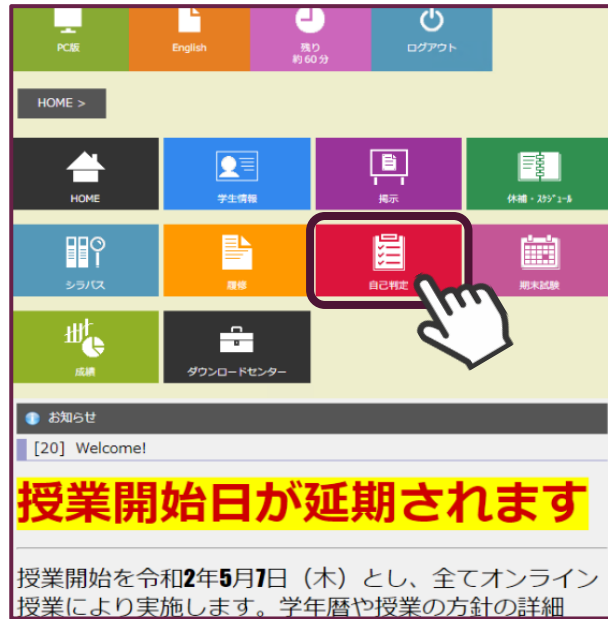 PC版
English
残り
約60分
ログアウト
HOME >
HOME
学生情報
掲示
休補・ｽｹｼﾞｭｰﾙ
シラバス
履修
自己判定
期末試験
成績
ダウンロードセンター
お知らせ
[20] Welcome!
授業開始日が延期されます
授業開始を令和2年5月7日（木）とし、全てオンライン
授業により実施します。学年暦や授業の方針の詳細